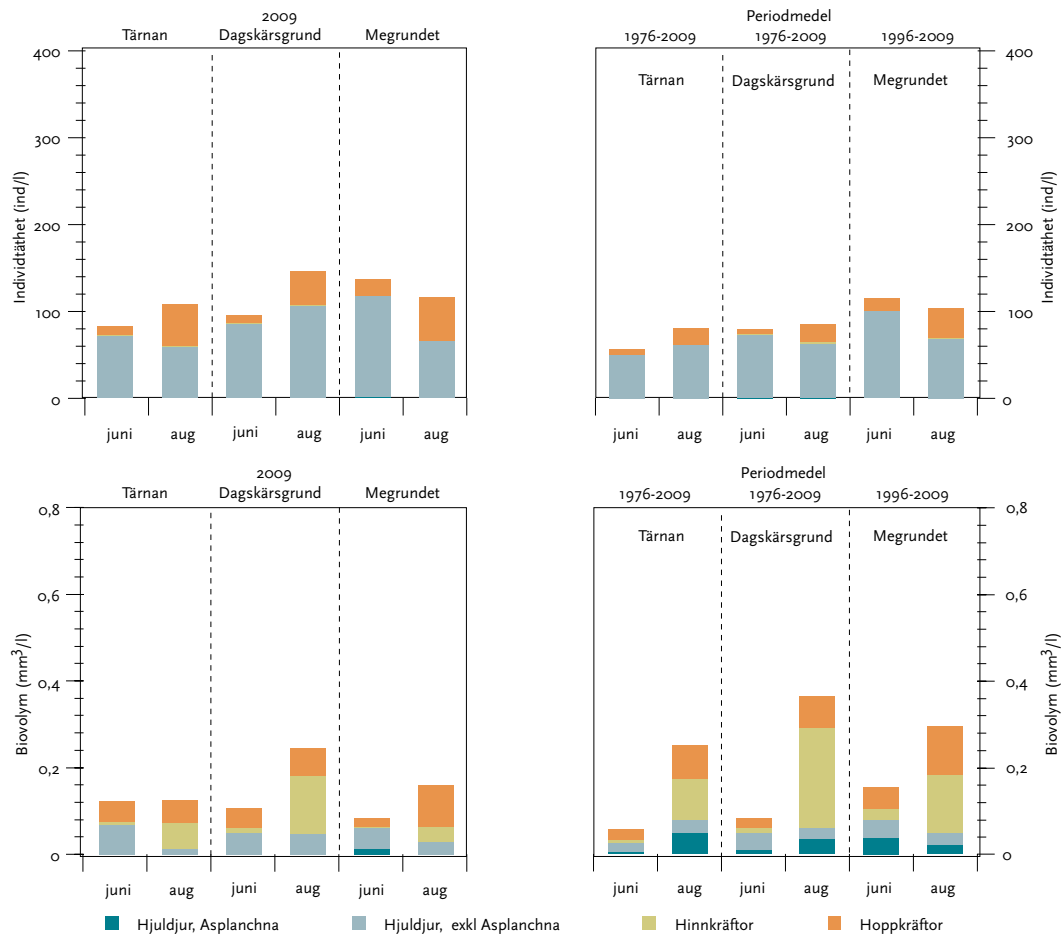 2009
Tärnan Dagskärsgrund Megrundet
400
300
200
100
0
Individtäthet (ind/l)
juni aug juni aug juni aug
Periodmedel
1976-2009 1976-2009 1996-2009
Tärnan Dagskärsgrund Megrundet
400
300
200
100
0
Individtäthet (ind/l)
juni aug juni aug juni aug
2009
Tärnan Dagskärsgrund Megrundet
0,8
0,6
0,4
0,2
0
Biovolym (mm³/l)
juni aug juni aug juni aug
Periodmedel
1976-2009 1976-2009 1996-2009
Tärnan Dagskärsgrund Megrundet
0,8
0,6
0,4
0,2
0
Biovolym (mm³/l)
juni aug juni aug juni aug
Hjuldjur, Asplanchna Hjuldjur, exkl Asplanchna Hinnkräftor Hoppkräftor